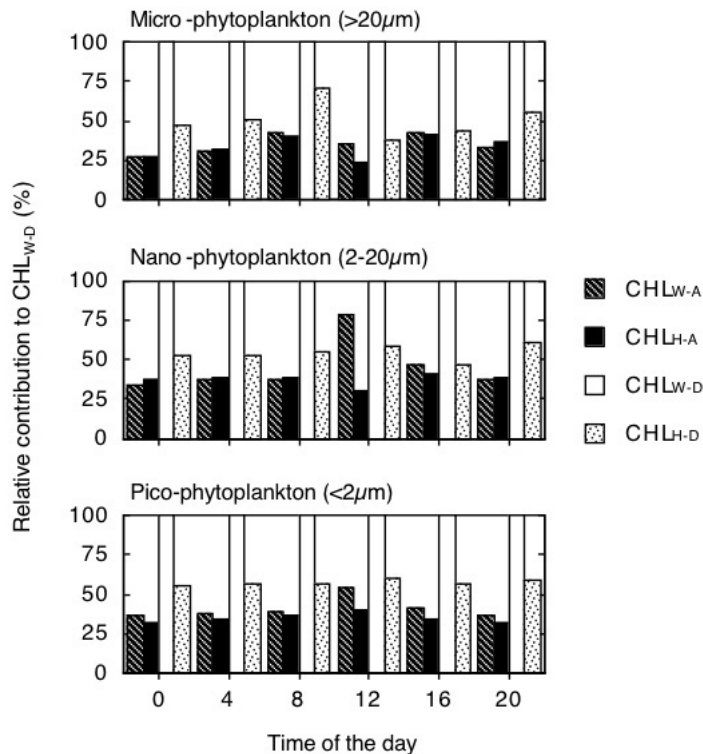 Micro-phytoplankton (>20μm)
100
75
50
25
0
Nano-phytoplankton (2-20μm)
100
75
50
25
0
Pico-phytoplankton (<2μm)
100
75
50
25
0
0 4 8 12 16 20
Time of the day
Relative contribution to CHLW-D (%)
CHLW-A
CHLH-A
CHLW-D
CHLH-D